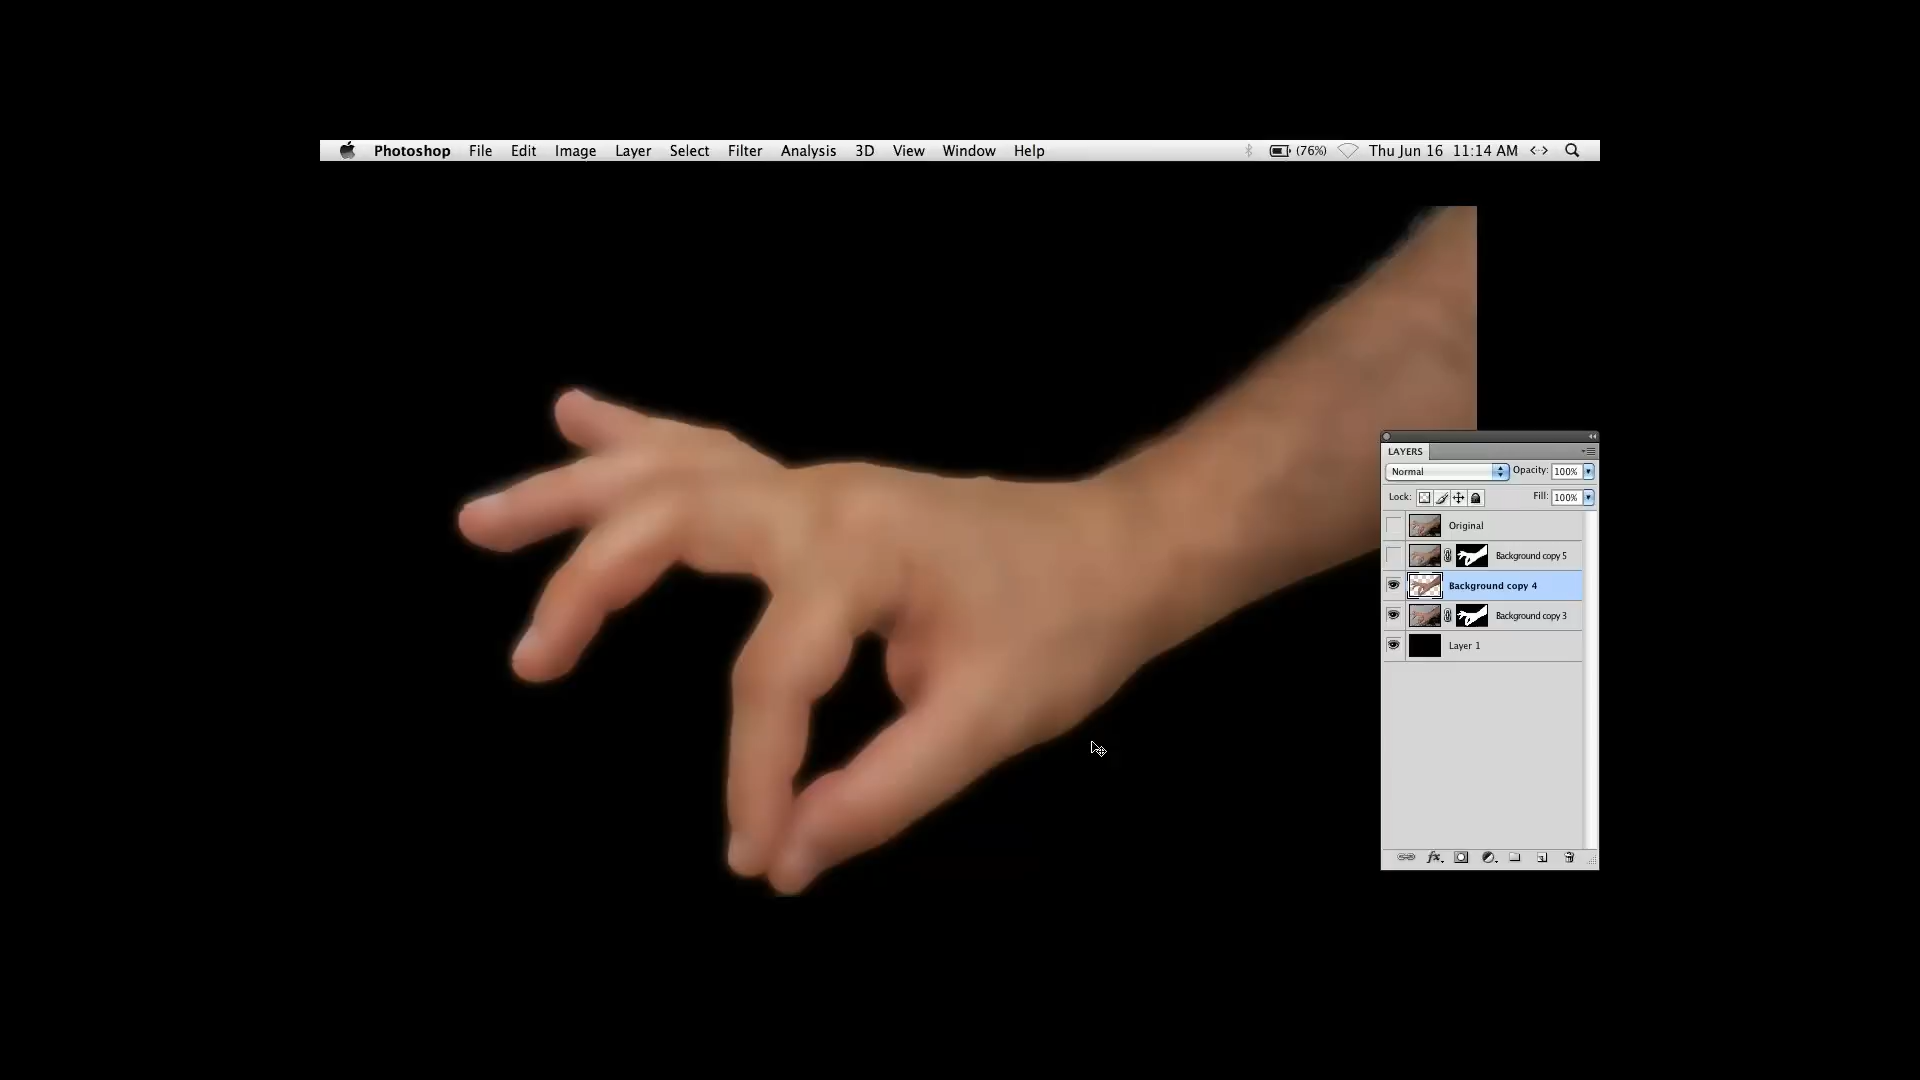 Photoshop File Edit Image Layer Select Filter Analysis 3D View Window Help (76%) Thu Jun 16 11:14 AM
LAYERS
Normal Opacity: 100%
Lock: Fill: 100%
Original
Background copy 5
Background copy 4
Background copy 3
Layer 1
fx